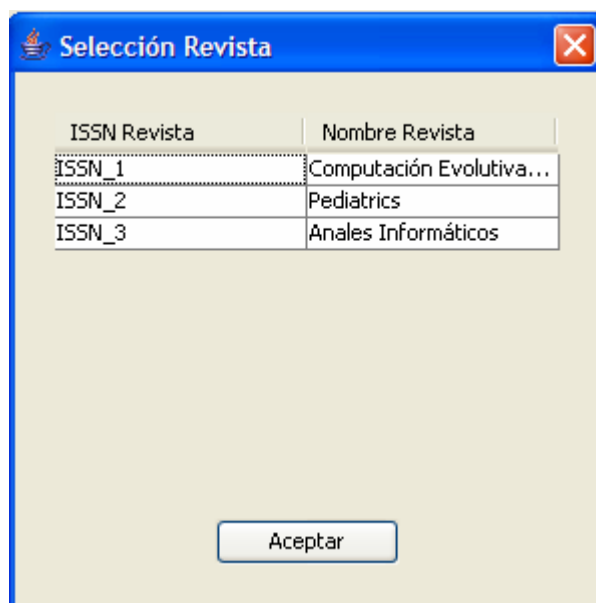 Selección Revista
ISSN Revista Nombre Revista
ISSN_1 Computación Evolutiva...
ISSN_2 Pediatrics
ISSN_3 Anales Informáticos
Aceptar